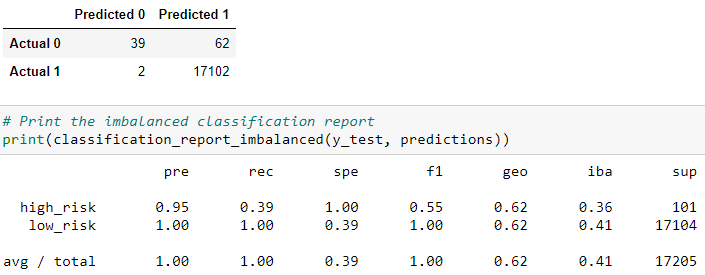 Predicted 0 Predicted 1
Actual 0 39 62
Actual 1 2 17102
# Print the imbalanced classification report
print(classification_report_imbalanced(y_test, predictions))
pre rec spe f1 geo iba sup
high_risk 0.95 0.39 1.00 0.55 0.62 0.36 101
low_risk 1.00 1.00 0.39 1.00 0.62 0.41 17104
avg / total 1.00 1.00 0.39 1.00 0.62 0.41 17205